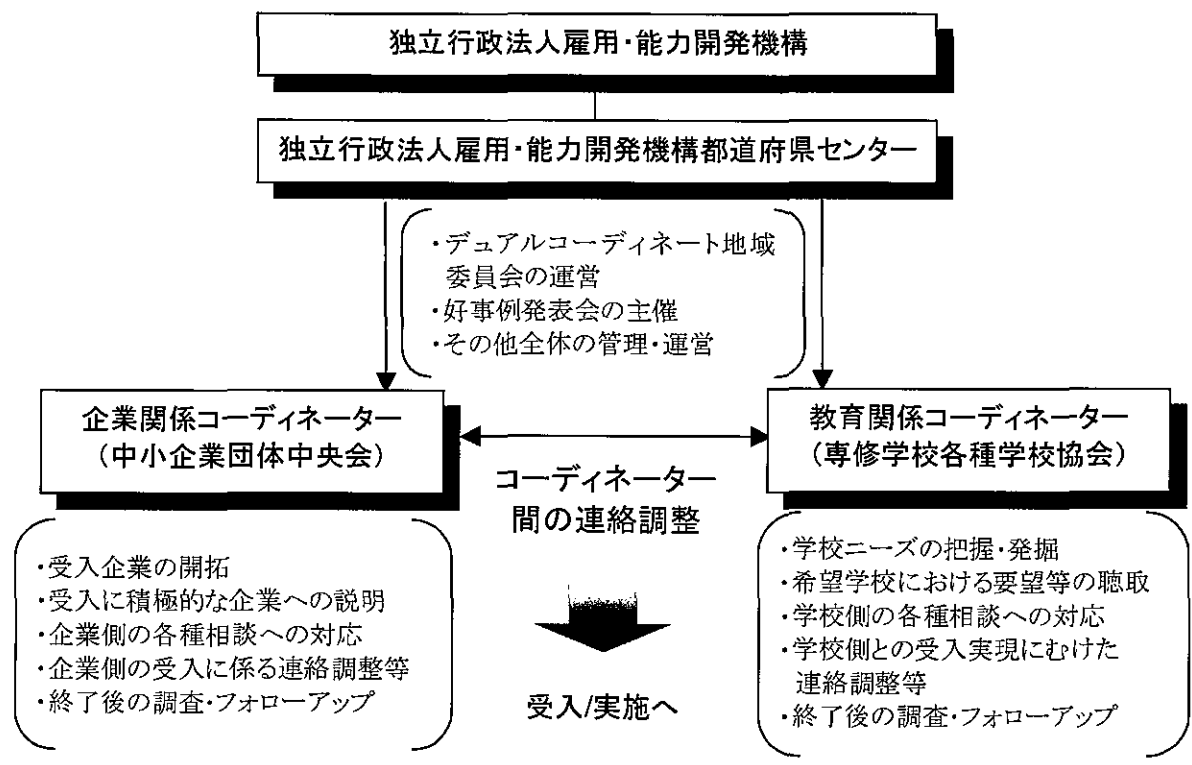 独立行政法人雇用・能力開発機構
独立行政法人雇用・能力開発機構都道府県センター
・デュアルコーディネート地域
委員会の運営
・好事例発表会の主催
・その他全体の管理・運営
企業関係コーディネーター
（中小企業団体中央会）
教育関係コーディネーター
（専修学校各種学校協会）
コーディネーター
間の連絡調整
・受入企業の開拓
・受入に積極的な企業への説明
・企業側の各種相談への対応
・企業側の受入に係る連絡調整等
・終了後の調査・フォローアップ
・学校ニーズの把握・発掘
・希望学校における要望等の聴取
・学校側の各種相談への対応
・学校側との受入実現にむけた
連絡調整等
・終了後の調査・フォローアップ
受入/実施へ